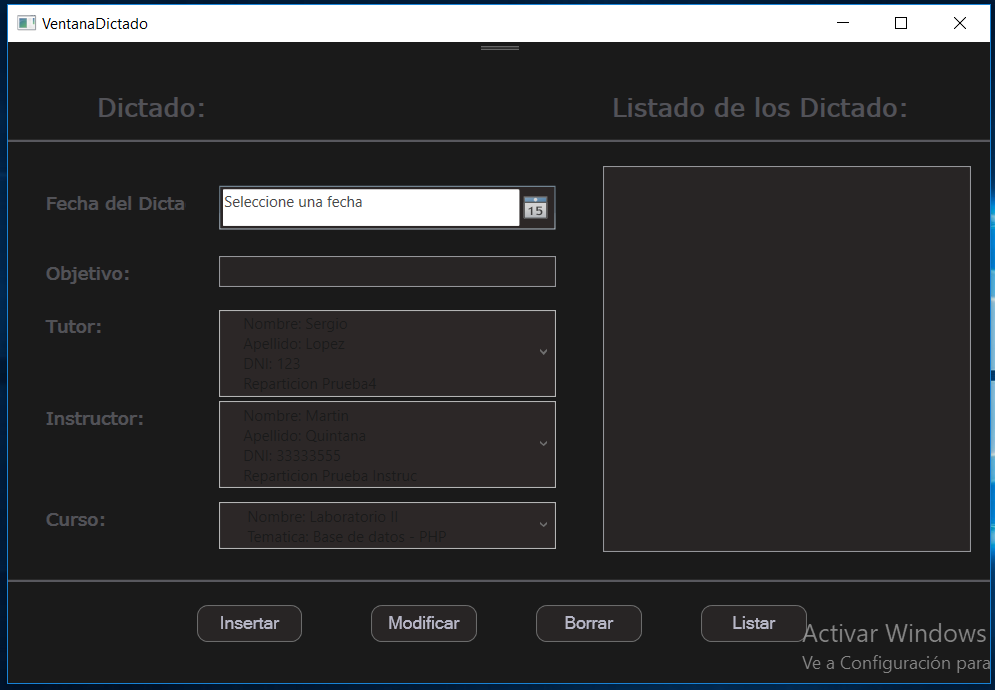 VentanaDictado
Dictado:
Listado de los Dictado:
Fecha del Dicta
Seleccione una fecha
15
Objetivo:
Tutor:
Nombre: Sergio
Apellido: Lopez
DNI: 123
Reparticion Prueba4
Instructor:
Nombre: Martin
Apellido: Quintana
DNI: 33333555
Reparticion Prueba Instruc
Curso:
Nombre: Laboratorio II
Tematica: Base de datos - PHP
Insertar
Modificar
Borrar
Listar
Activar Windows
Ve a Configuración para